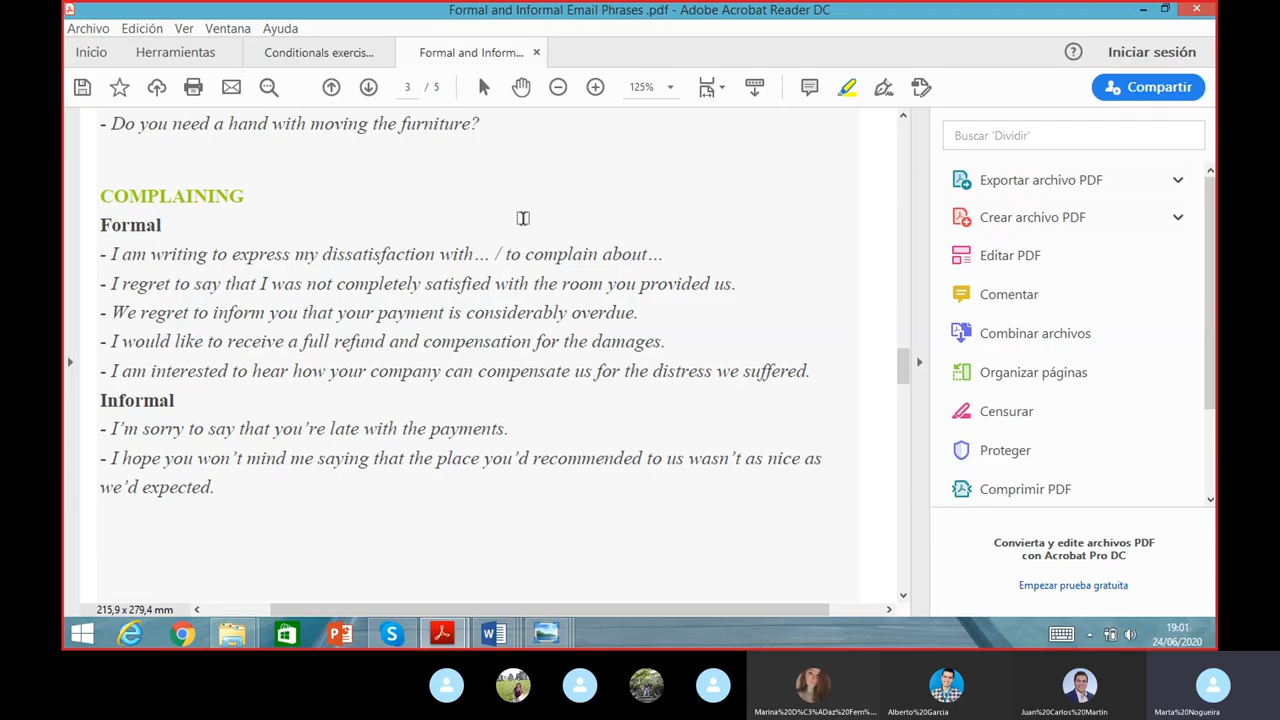 Formal and Informal Email Phrases .pdf - Adobe Acrobat Reader DC
Archivo Edición Ver Ventana Ayuda
Inicio Herramientas Conditionals exercis... Formal and Inform... ×
3 / 5 125% Compartir
? Iniciar sesión
- Do you need a hand with moving the furniture?
COMPLAINING
Formal
- I am writing to express my dissatisfaction with… / to complain about…
- I regret to say that I was not completely satisfied with the room you provided us.
- We regret to inform you that your payment is considerably overdue.
- I would like to receive a full refund and compensation for the damages.
- I am interested to hear how your company can compensate us for the distress we suffered.
Informal
- I’m sorry to say that you’re late with the payments.
- I hope you won’t mind me saying that the place you’d recommended to us wasn’t as nice as
we’d expected.
215,9 x 279,4 mm
Buscar 'Dividir'
Exportar archivo PDF
Crear archivo PDF
Editar PDF
Comentar
Combinar archivos
Organizar páginas
Censurar
Proteger
Comprimir PDF
Convierta y edite archivos PDF
con Acrobat Pro DC
Empezar prueba gratuita
19:01
24/06/2020
Marina%20D%C3%ADaz%20Fern%...
Alberto%20Garcia
Juan%20Carlos%20Martin
Marta%20Nogueira